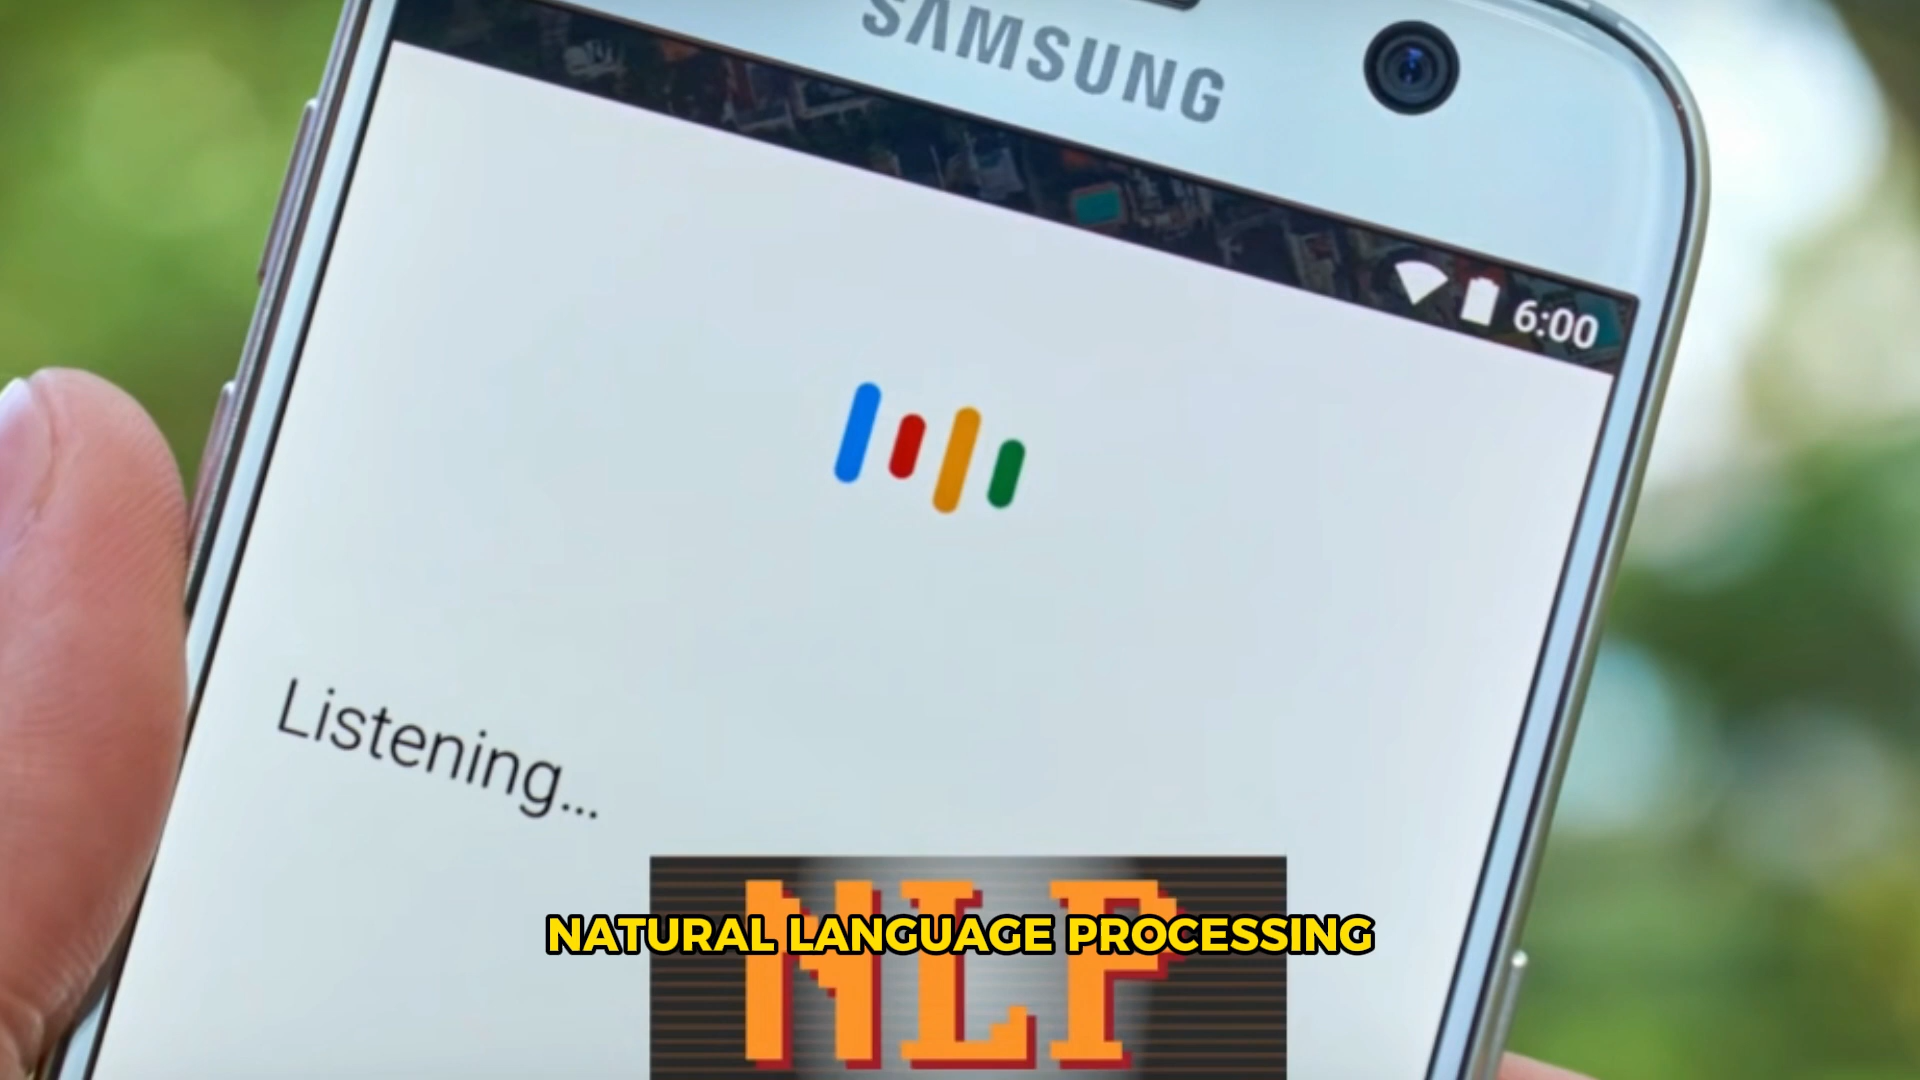 SAMSUNG
6:00
Listening...
NLP
NATURAL LANGUAGE PROCESSING